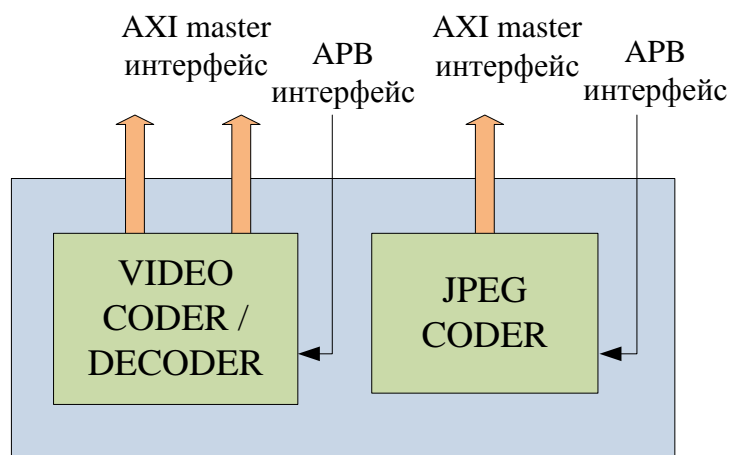 AXI master
интерфейс
APB
интерфейс
AXI master
интерфейс
APB
интерфейс
VIDEO
CODER /
DECODER
JPEG
CODER